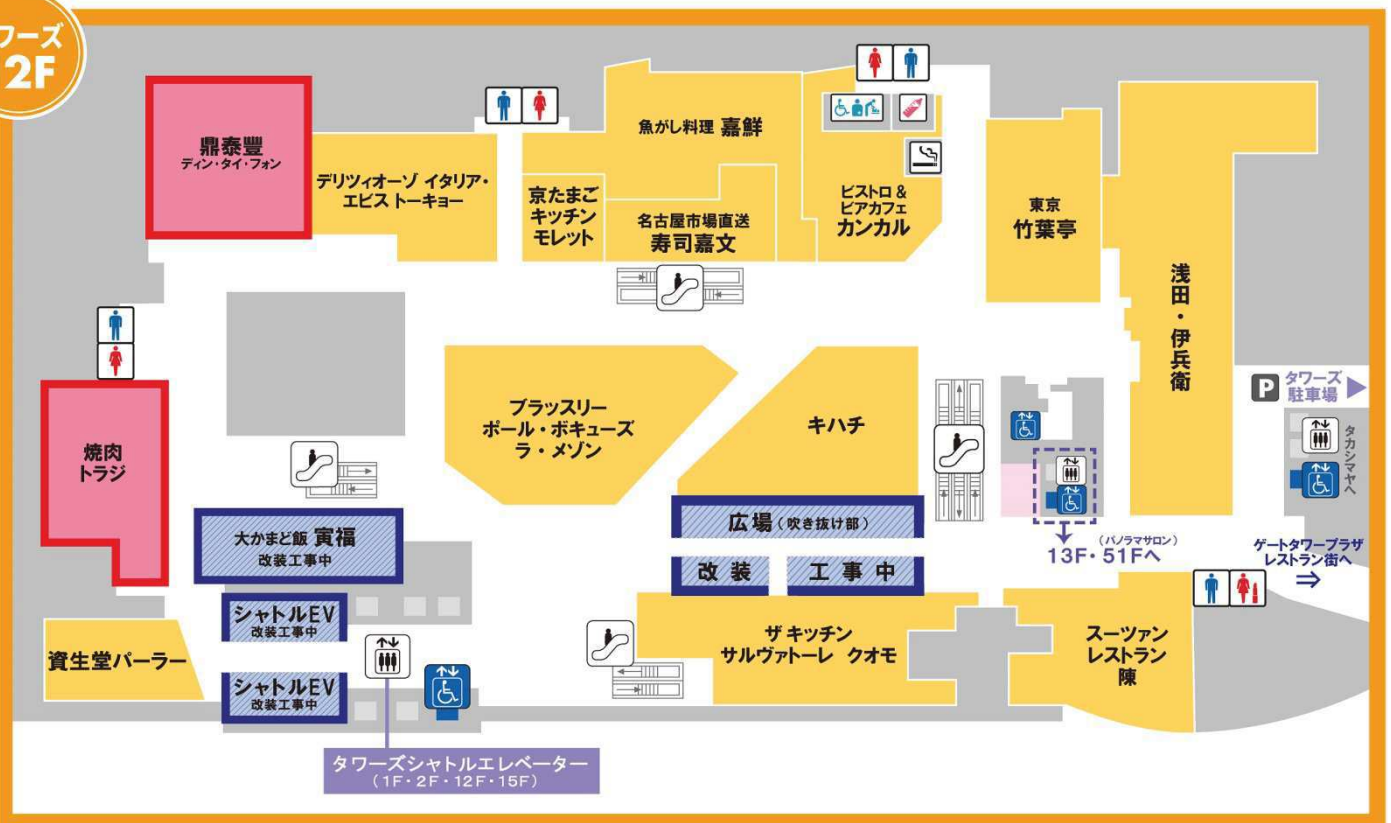 ワーズ
2F
鼎泰豐
ディン・タイ・フォン
デリツィオーゾ イタリア・
エビス トーキョー
京たまご
キッチン
モレット
魚がし料理 嘉鮮
名古屋市場直送
寿司嘉文
ビストロ &
ビアカフェ
カンカル
東京
竹葉亭
浅田・伊兵衛
P タワーズ
駐車場
タカシマヤへ
焼肉
トラジ
ブラッスリー
ポール・ボキューズ
ラ・メゾン
キハチ
大かまど飯 寅福
改装工事中
広場(吹き抜け部)
改装 工事中
(パノラマサロン)
13F・51Fへ
ゲートタワープラザ
レストラン街へ
シャトルEV
改装工事中
シャトルEV
改装工事中
資生堂パーラー
ザ キッチン
サルヴァトーレ クオモ
スーツァン
レストラン
陳
タワーズシャトルエレベーター
(1F・2F・12F・15F)